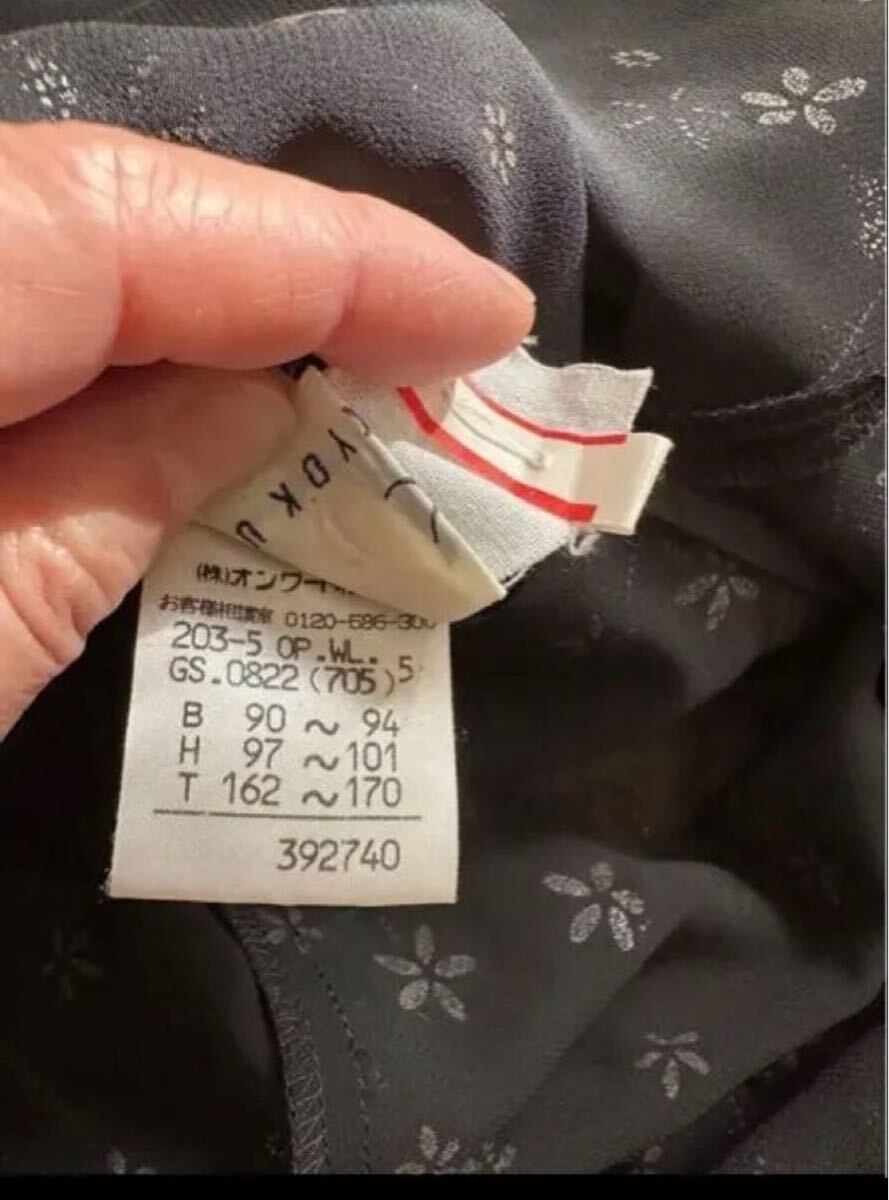 YOKU
(株)オンワー
お客様相談室 0120-586-300
203-5 OP.WL. 5
GS.0822 (705)
B 90 ~ 94
H 97 ~101
T 162 ~170
392740